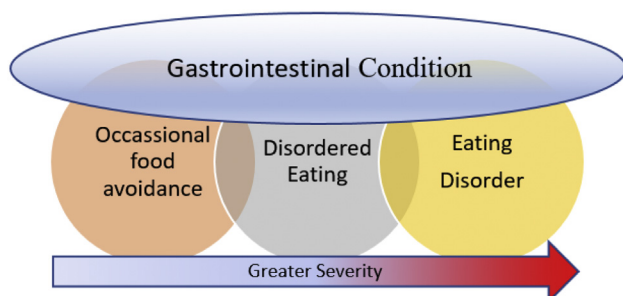 Gastrointestinal Condition
Occassional
food
avoidance
Disordered
Eating
Eating
Disorder
Greater Severity